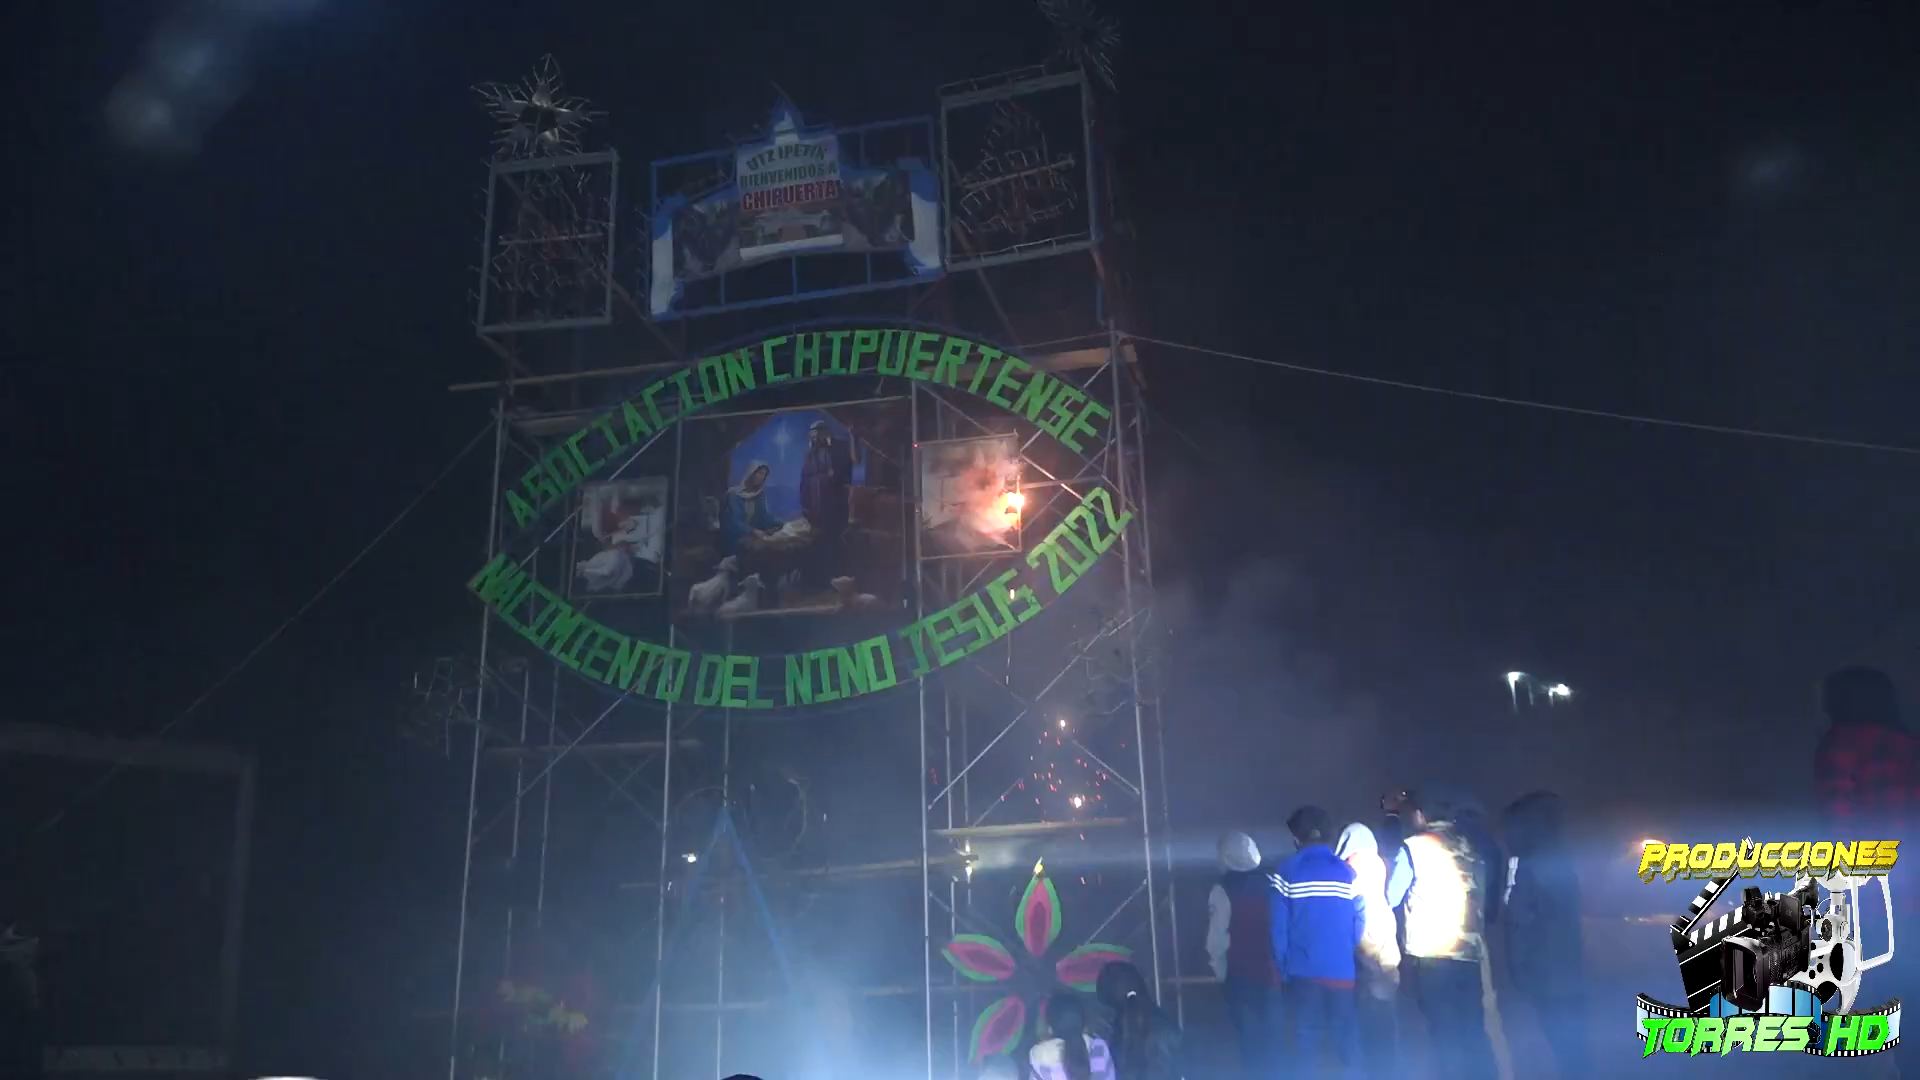 UTZ IPETIK
BIENVENIDOS A
CHIPUERTA
ASOCIACION CHIPUERTENSE
NACIMIENTO DEL NINO JESUS 2022
PRODUCCIONES
TORRES HD